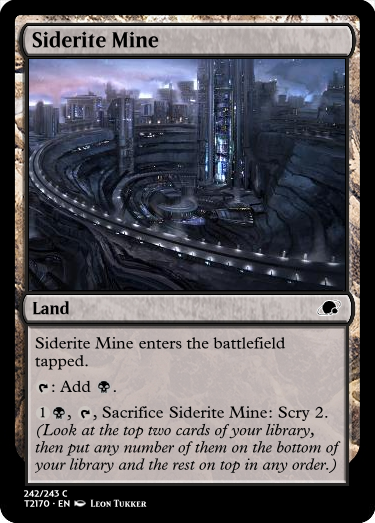 Siderite Mine
Land
Siderite Mine enters the battlefield
tapped.
: Add .
1 , , Sacrifice Siderite Mine: Scry 2.
(Look at the top two cards of your library,
then put any number of them on the bottom of
your library and the rest on top in any order.)
242/243 C
T2170 · EN Leon Tukker